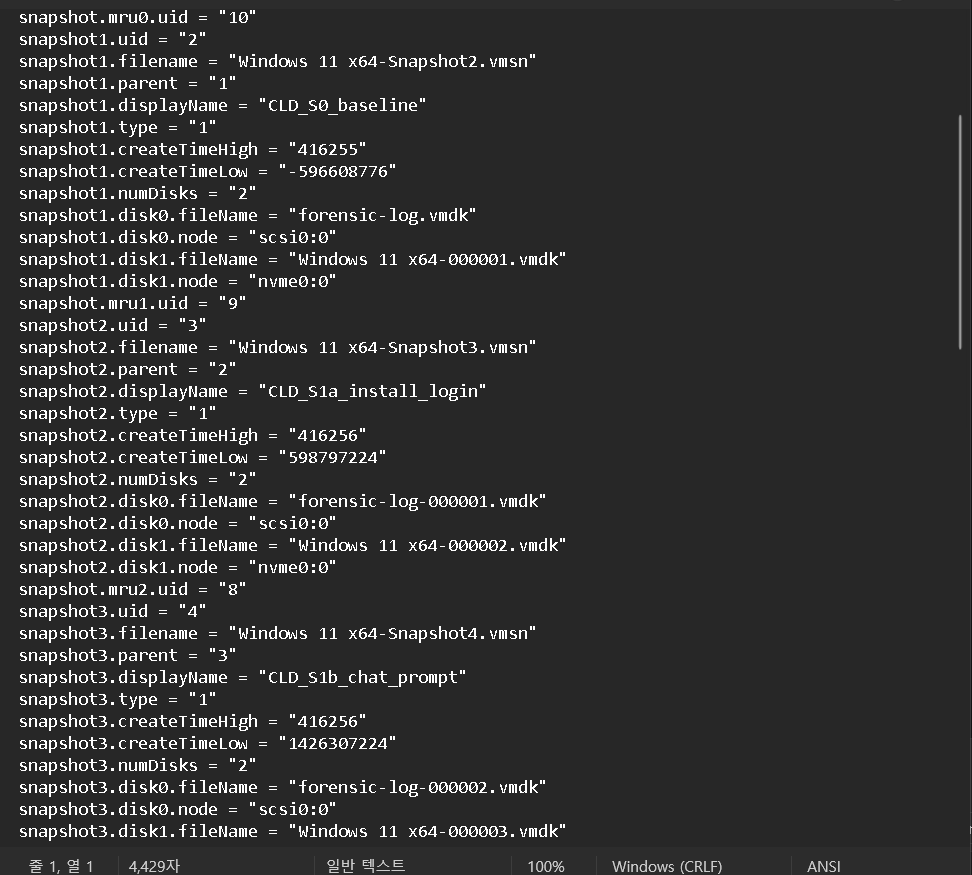 snapshot.mru0.uid = "10"
snapshot1.uid = "2"
snapshot1.filename = "Windows 11 x64-Snapshot2.vmsn"
snapshot1.parent = "1"
snapshot1.displayName = "CLD_S0_baseline"
snapshot1.type = "1"
snapshot1.createTimeHigh = "416255"
snapshot1.createTimeLow = "-596608776"
snapshot1.numDisks = "2"
snapshot1.disk0.fileName = "forensic-log.vmdk"
snapshot1.disk0.node = "scsi0:0"
snapshot1.disk1.fileName = "Windows 11 x64-000001.vmdk"
snapshot1.disk1.node = "nvme0:0"
snapshot.mru1.uid = "9"
snapshot2.uid = "3"
snapshot2.filename = "Windows 11 x64-Snapshot3.vmsn"
snapshot2.parent = "2"
snapshot2.displayName = "CLD_S1a_install_login"
snapshot2.type = "1"
snapshot2.createTimeHigh = "416256"
snapshot2.createTimeLow = "598797224"
snapshot2.numDisks = "2"
snapshot2.disk0.fileName = "forensic-log-000001.vmdk"
snapshot2.disk0.node = "scsi0:0"
snapshot2.disk1.fileName = "Windows 11 x64-000002.vmdk"
snapshot2.disk1.node = "nvme0:0"
snapshot.mru2.uid = "8"
snapshot3.uid = "4"
snapshot3.filename = "Windows 11 x64-Snapshot4.vmsn"
snapshot3.parent = "3"
snapshot3.displayName = "CLD_S1b_chat_prompt"
snapshot3.type = "1"
snapshot3.createTimeHigh = "416256"
snapshot3.createTimeLow = "1426307224"
snapshot3.numDisks = "2"
snapshot3.disk0.fileName = "forensic-log-000002.vmdk"
snapshot3.disk0.node = "scsi0:0"
snapshot3.disk1.fileName = "Windows 11 x64-000003.vmdk"
줄 1, 열 1 4,429자 일반 텍스트 100% Windows (CRLF) ANSI